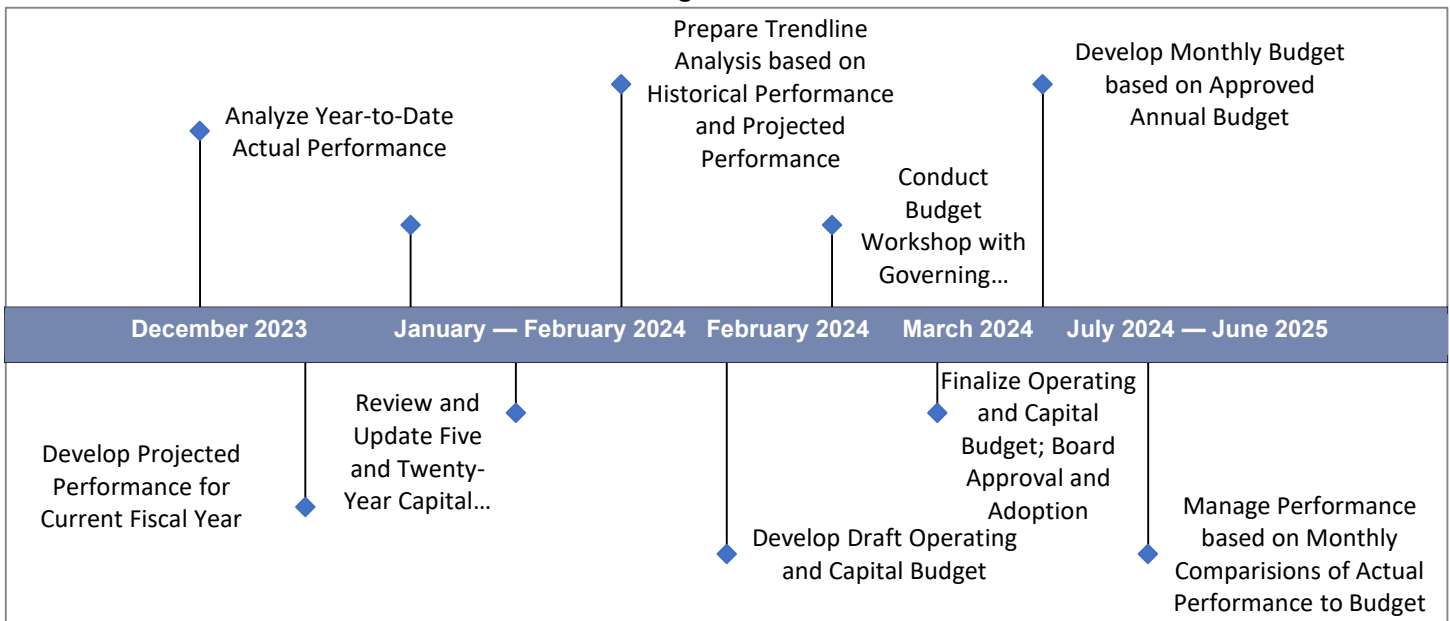 Prepare Trendline
Analysis based on
Historical Performance
and Projected
Performance
Develop Monthly Budget
based on Approved
Annual Budget
Analyze Year-to-Date
Actual Performance
Conduct
Budget
Workshop with
Governing…
December 2023
January — February 2024
February 2024
March 2024
July 2024 — June 2025
Develop Projected
Performance for
Current Fiscal Year
Review and
Update Five
and Twenty-
Year Capital…
Develop Draft Operating
and Capital Budget
Finalize Operating
and Capital
Budget; Board
Approval and
Adoption
Manage Performance
based on Monthly
Comparisions of Actual
Performance to Budget